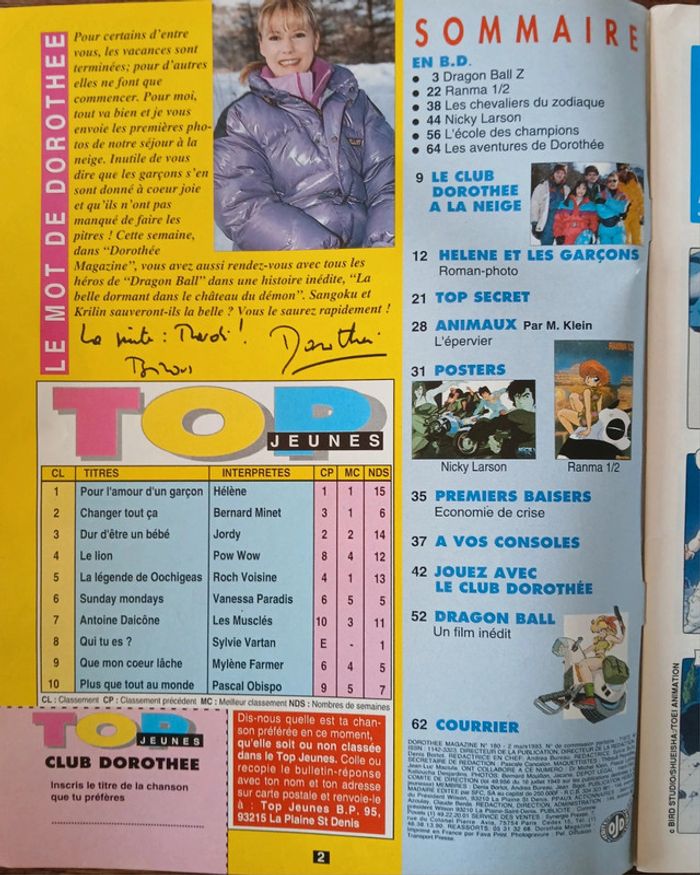 LE MOT DE DOROTHEE
Pour certains d'entre
vous, les vacances sont
terminées; pour d'autres
elles ne font que
commencer. Pour moi,
tout va bien et je vous
envoie les premières pho-
tos de notre séjour à la
neige. Inutile de vous
dire que les garçons s'en
sont donné à coeur joie
et qu'ils n'ont pas
manqué de faire les
pitres ! Cette semaine,
dans "Dorothée
Magazine", vous avez aussi rendez-vous avec tous les
héros de "Dragon Ball" dans une histoire inédite, "La
belle dormant dans le château du démon". Sangoku et
Krilin sauveront-ils la belle ? Vous le saurez rapidement !
La suite : Mardi !
Bisous
Dorothée
TOP
JEUNES
CL TITRES INTERPRETES CP MC NDS
1 Pour l'amour d'un garçon Hélène 1 1 15
2 Changer tout ça Bernard Minet 3 1 6
3 Dur d'être un bébé Jordy 2 2 14
4 Le lion Pow Wow 8 4 12
5 La légende de Oochigeas Roch Voisine 4 1 13
6 Sunday mondays Vanessa Paradis 6 5 5
7 Antoine Daicône Les Musclés 10 3 11
8 Qui tu es ? Sylvie Vartan E - 1
9 Que mon coeur lâche Mylène Farmer 6 4 5
10 Plus que tout au monde Pascal Obispo 9 5 7
CL : Classement CP : Classement précédent MC : Meilleur classement NDS : Nombres de semaines
TOP
JEUNES
CLUB DOROTHEE
Inscris le titre de la chanson
que tu préfères
Dis-nous quelle est ta chan-
son préférée en ce moment,
qu'elle soit ou non classée
dans le Top Jeunes. Colle ou
recopie le bulletin-réponse
avec ton nom et ton adresse
sur carte postale et renvoie-le
à : Top Jeunes B.P. 95,
93215 La Plaine St Denis
2
SOMMAIRE
EN B.D.
• 3 Dragon Ball Z
• 22 Ranma 1/2
• 38 Les chevaliers du zodiaque
• 44 Nicky Larson
• 56 L'école des champions
• 64 Les aventures de Dorothée
9 LE CLUB
DOROTHEE
A LA NEIGE
12 HELENE ET LES GARÇONS
Roman-photo
21 TOP SECRET
28 ANIMAUX Par M. Klein
L'épervier
31 POSTERS
RANMA 1/2
Nicky Larson
Ranma 1/2
35 PREMIERS BAISERS
Economie de crise
37 A VOS CONSOLES
42 JOUEZ AVEC
LE CLUB DOROTHÉE
52 DRAGON BALL
Un film inédit
62 COURRIER
DOROTHEE MAGAZINE N° 180 - 2 mars 1993.
OJD
© BIRD STUDIO/SHUEISHA/TOEI ANIMATION